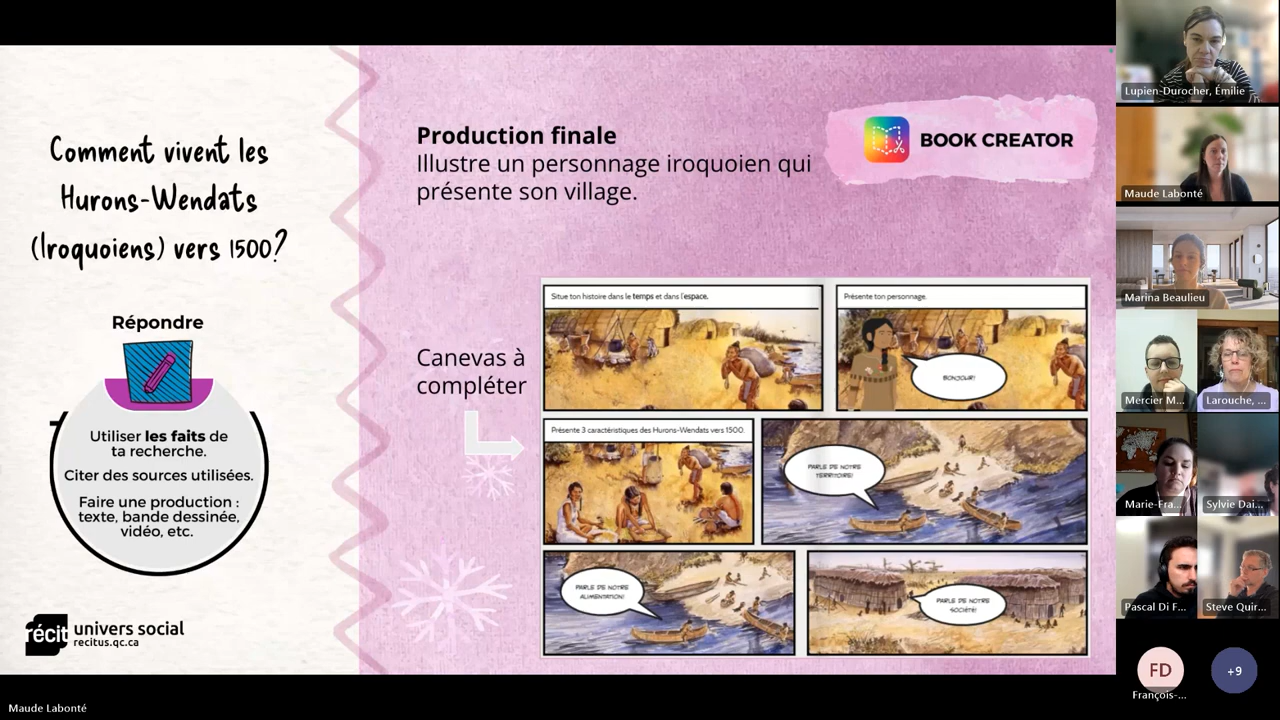 Comment vivent les
Hurons-Wendats
(Iroquoiens) vers 1500?
Répondre
Utiliser les faits de
ta recherche.
Citer des sources utilisées.
Faire une production :
texte, bande dessinée,
vidéo, etc.
récit univers social
recitus.qc.ca
Production finale
Illustre un personnage iroquoien qui
présente son village.
BOOK CREATOR
Canevas à
compléter
Situe ton histoire dans le temps et dans l'espace.
Présente ton personnage.
BONJOUR!
Présente 3 caractéristiques des Hurons-Wendats vers 1500.
PARLE DE NOTRE
TERRITOIRE!
PARLE DE NOTRE
ALIMENTATION!
PARLE DE NOTRE
SOCIÉTÉ!
Lupien-Durocher, Émilie
Maude Labonté
Marina Beaulieu
Mercier M...
Larouche, ...
Marie-Fra...
Sylvie Dai...
Pascal Di F...
Steve Quir...
FD
François-...
+9
Maude Labonté